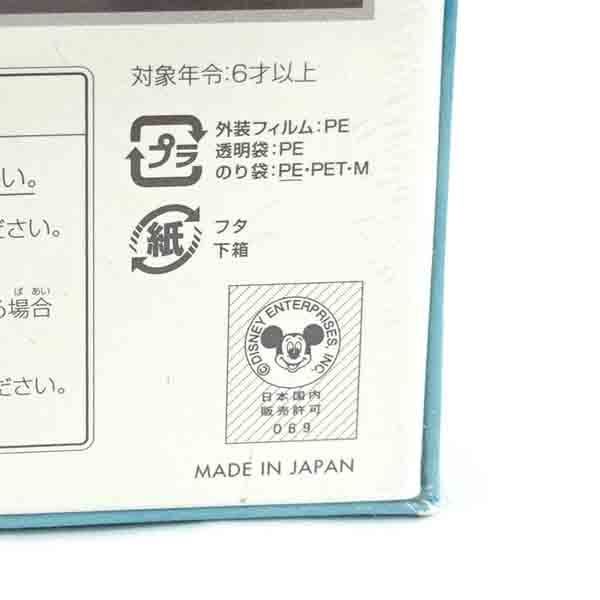 対象年令:6才以上
プラ
外装フィルム:PE
透明袋:PE
のり袋:PE・PET・M
紙
フタ
下箱
い。
ださい。
ばあい
る場合
ださい。
©DISNEY ENTERPRISES, INC.
日本国内
販売許可
069
MADE IN JAPAN